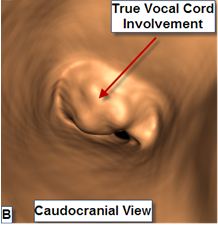 True Vocal Cord
Involvement
B
Caudocranial View